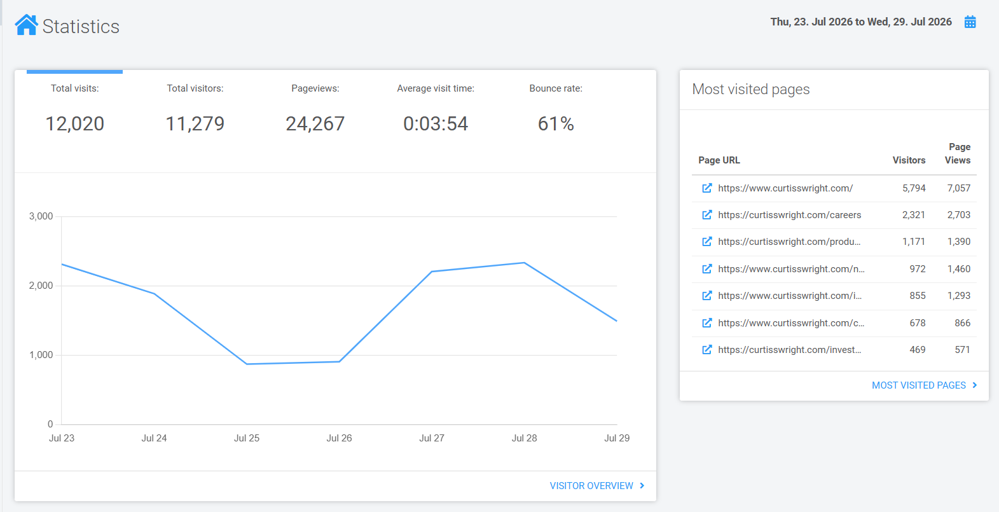 Statistics
Thu, 23. Jul 2026 to Wed, 29. Jul 2026
Total visits: Total visitors: Pageviews: Average visit time: Bounce rate:
12,020 11,279 24,267 0:03:54 61%
3,000
2,000
1,000
0
Jul 23 Jul 24 Jul 25 Jul 26 Jul 27 Jul 28 Jul 29
VISITOR OVERVIEW
Most visited pages
Page
Page URL Visitors Views
https://www.curtisswright.com/ 5,794 7,057
https://curtisswright.com/careers 2,321 2,703
https://curtisswright.com/produ... 1,171 1,390
https://www.curtisswright.com/n... 972 1,460
https://www.curtisswright.com/i... 855 1,293
https://www.curtisswright.com/c... 678 866
https://curtisswright.com/invest... 469 571
MOST VISITED PAGES